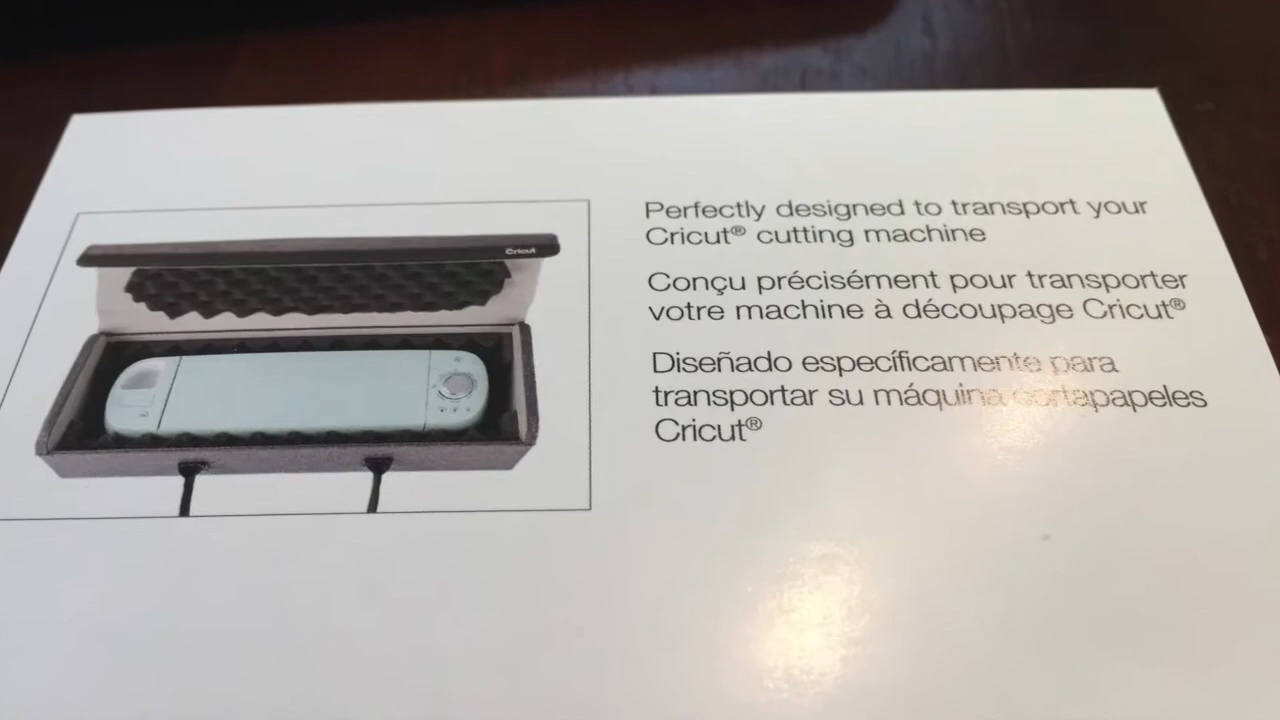 Cricut
Perfectly designed to transport your
Cricut® cutting machine
Conçu précisément pour transporter
votre machine à découpage Cricut®
Diseñado específicamente para
transportar su máquina cortapapeles
Cricut®